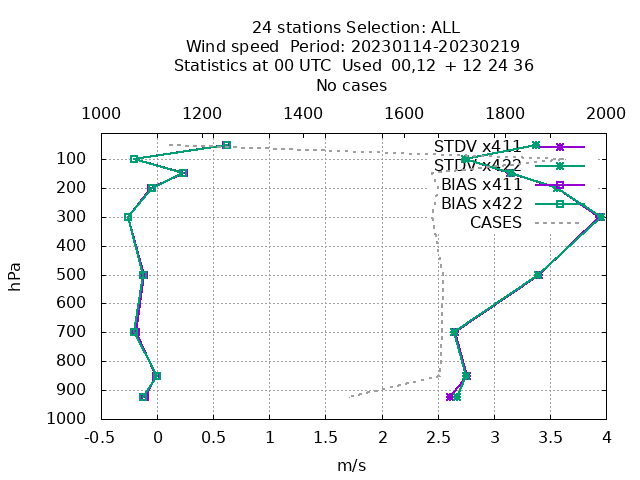 24 stations Selection: ALL
Wind speed  Period: 20230114-20230219
Statistics at 00 UTC  Used  00,12  + 12 24 36
No cases
1000 1200 1400 1600 1800 2000
STDV x411
STDV x422
BIAS x411
BIAS x422
CASES
100
200
300
400
500
600
700
800
900
1000
hPa
-0.5 0 0.5 1 1.5 2 2.5 3 3.5 4
m/s